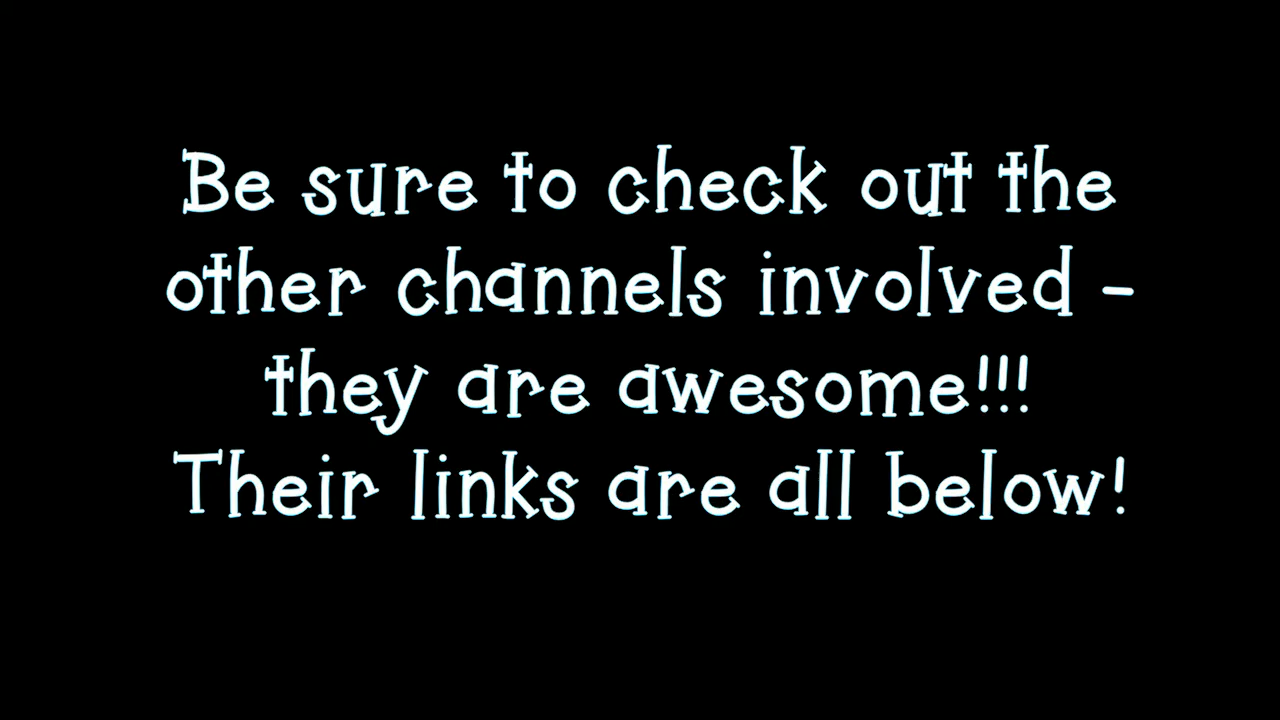 Be sure to check out the
other channels involved -
they are awesome!!!
Their links are all below!